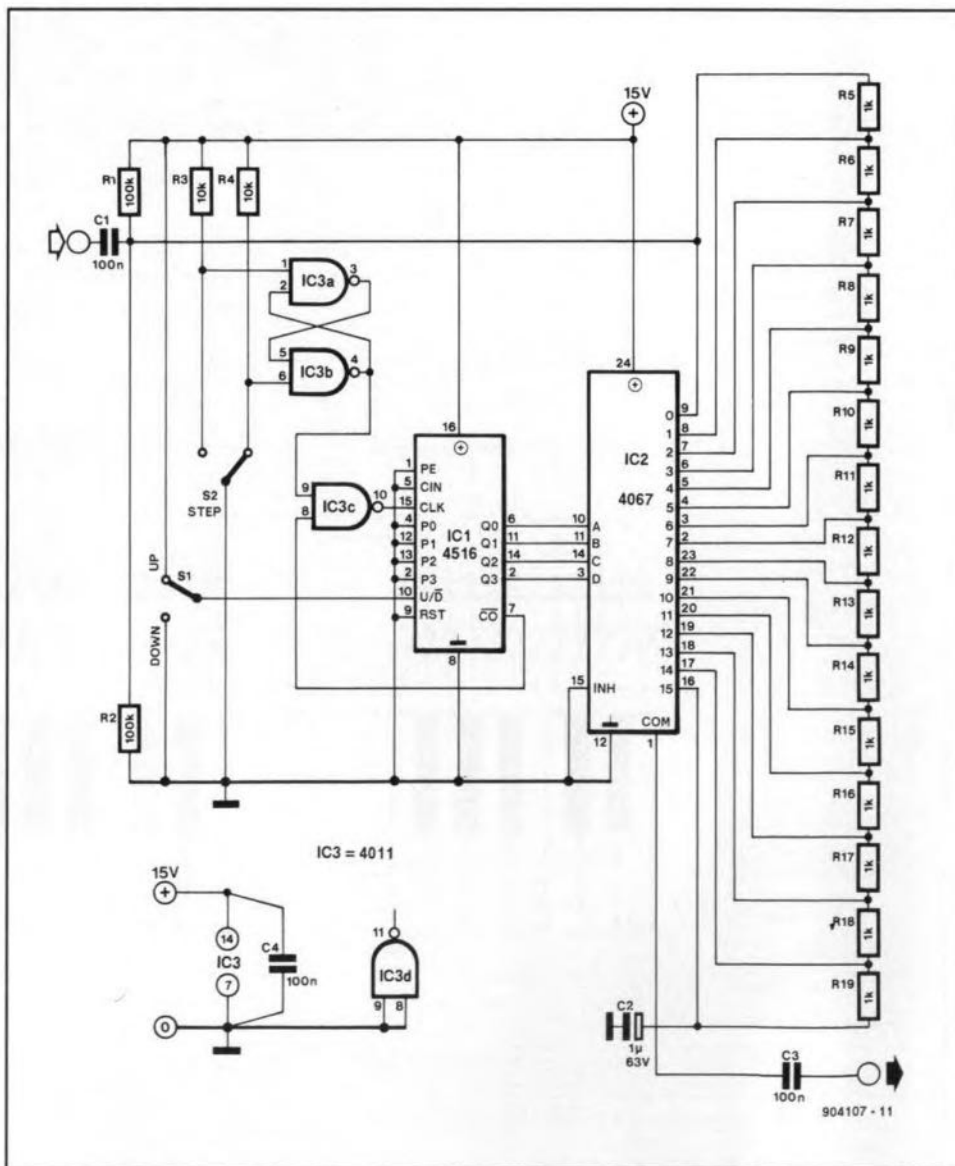 15V
+
R5
1k
R6
1k
R7
1k
R8
1k
R9
1k
R10
1k
R11
1k
R12
1k
R13
1k
R14
1k
R15
1k
R16
1k
R17
1k
R18
1k
R19
1k
R1
100k
R3
10k
R4
10k
C1
100n
1
2
IC3a
3
5
6
IC3b
4
S2
STEP
9
8
IC3c
10
UP
S1
DOWN
R2
100k
16
+
1 PE
5 CIN
15 CLK
4 P0
12 P1
13 P2
2 P3
10 U/D̅
9 RST
IC1
4516
Q0 6
Q1 11
Q2 14
Q3 2
C̅O̅ 7
8
24
+
IC2
4067
10 A
11 B
14 C
3 D
15 INH
12
COM
1
0 9
1 8
2 7
3 6
4 5
5 4
6 3
7 2
8 23
9 22
10 21
11 20
12 19
13 18
14 17
15 16
IC3 = 4011
15V
+
14
IC3
7
0
C4
100n
11
IC3d
9 8
C2
1µ
63V
C3
100n
904107 - 11